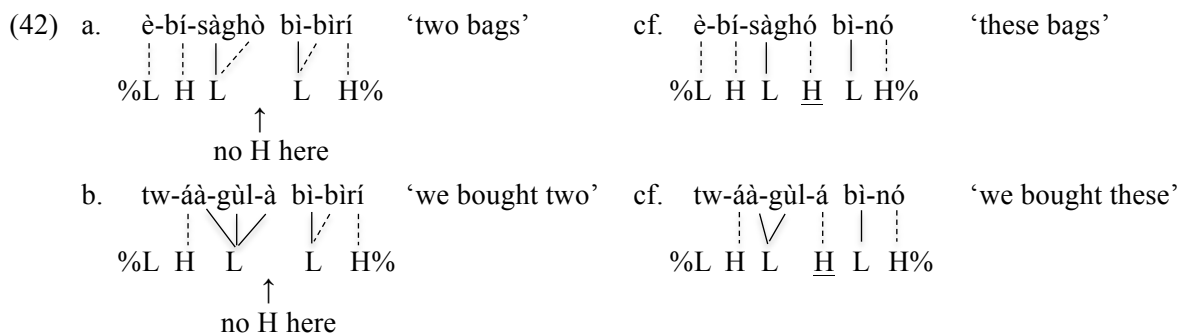 (42) a. è-bí-sàghò bì-bìrí ‘two bags’ cf. è-bí-sàghó bì-nó ‘these bags’
%L H L L H% %L H L H L H%
↑
no H here
b. tw-áà-gùl-à bì-bìrí ‘we bought two’ cf. tw-áà-gùl-á bì-nó ‘we bought these’
%L H L L H% %L H L H L H%
↑
no H here